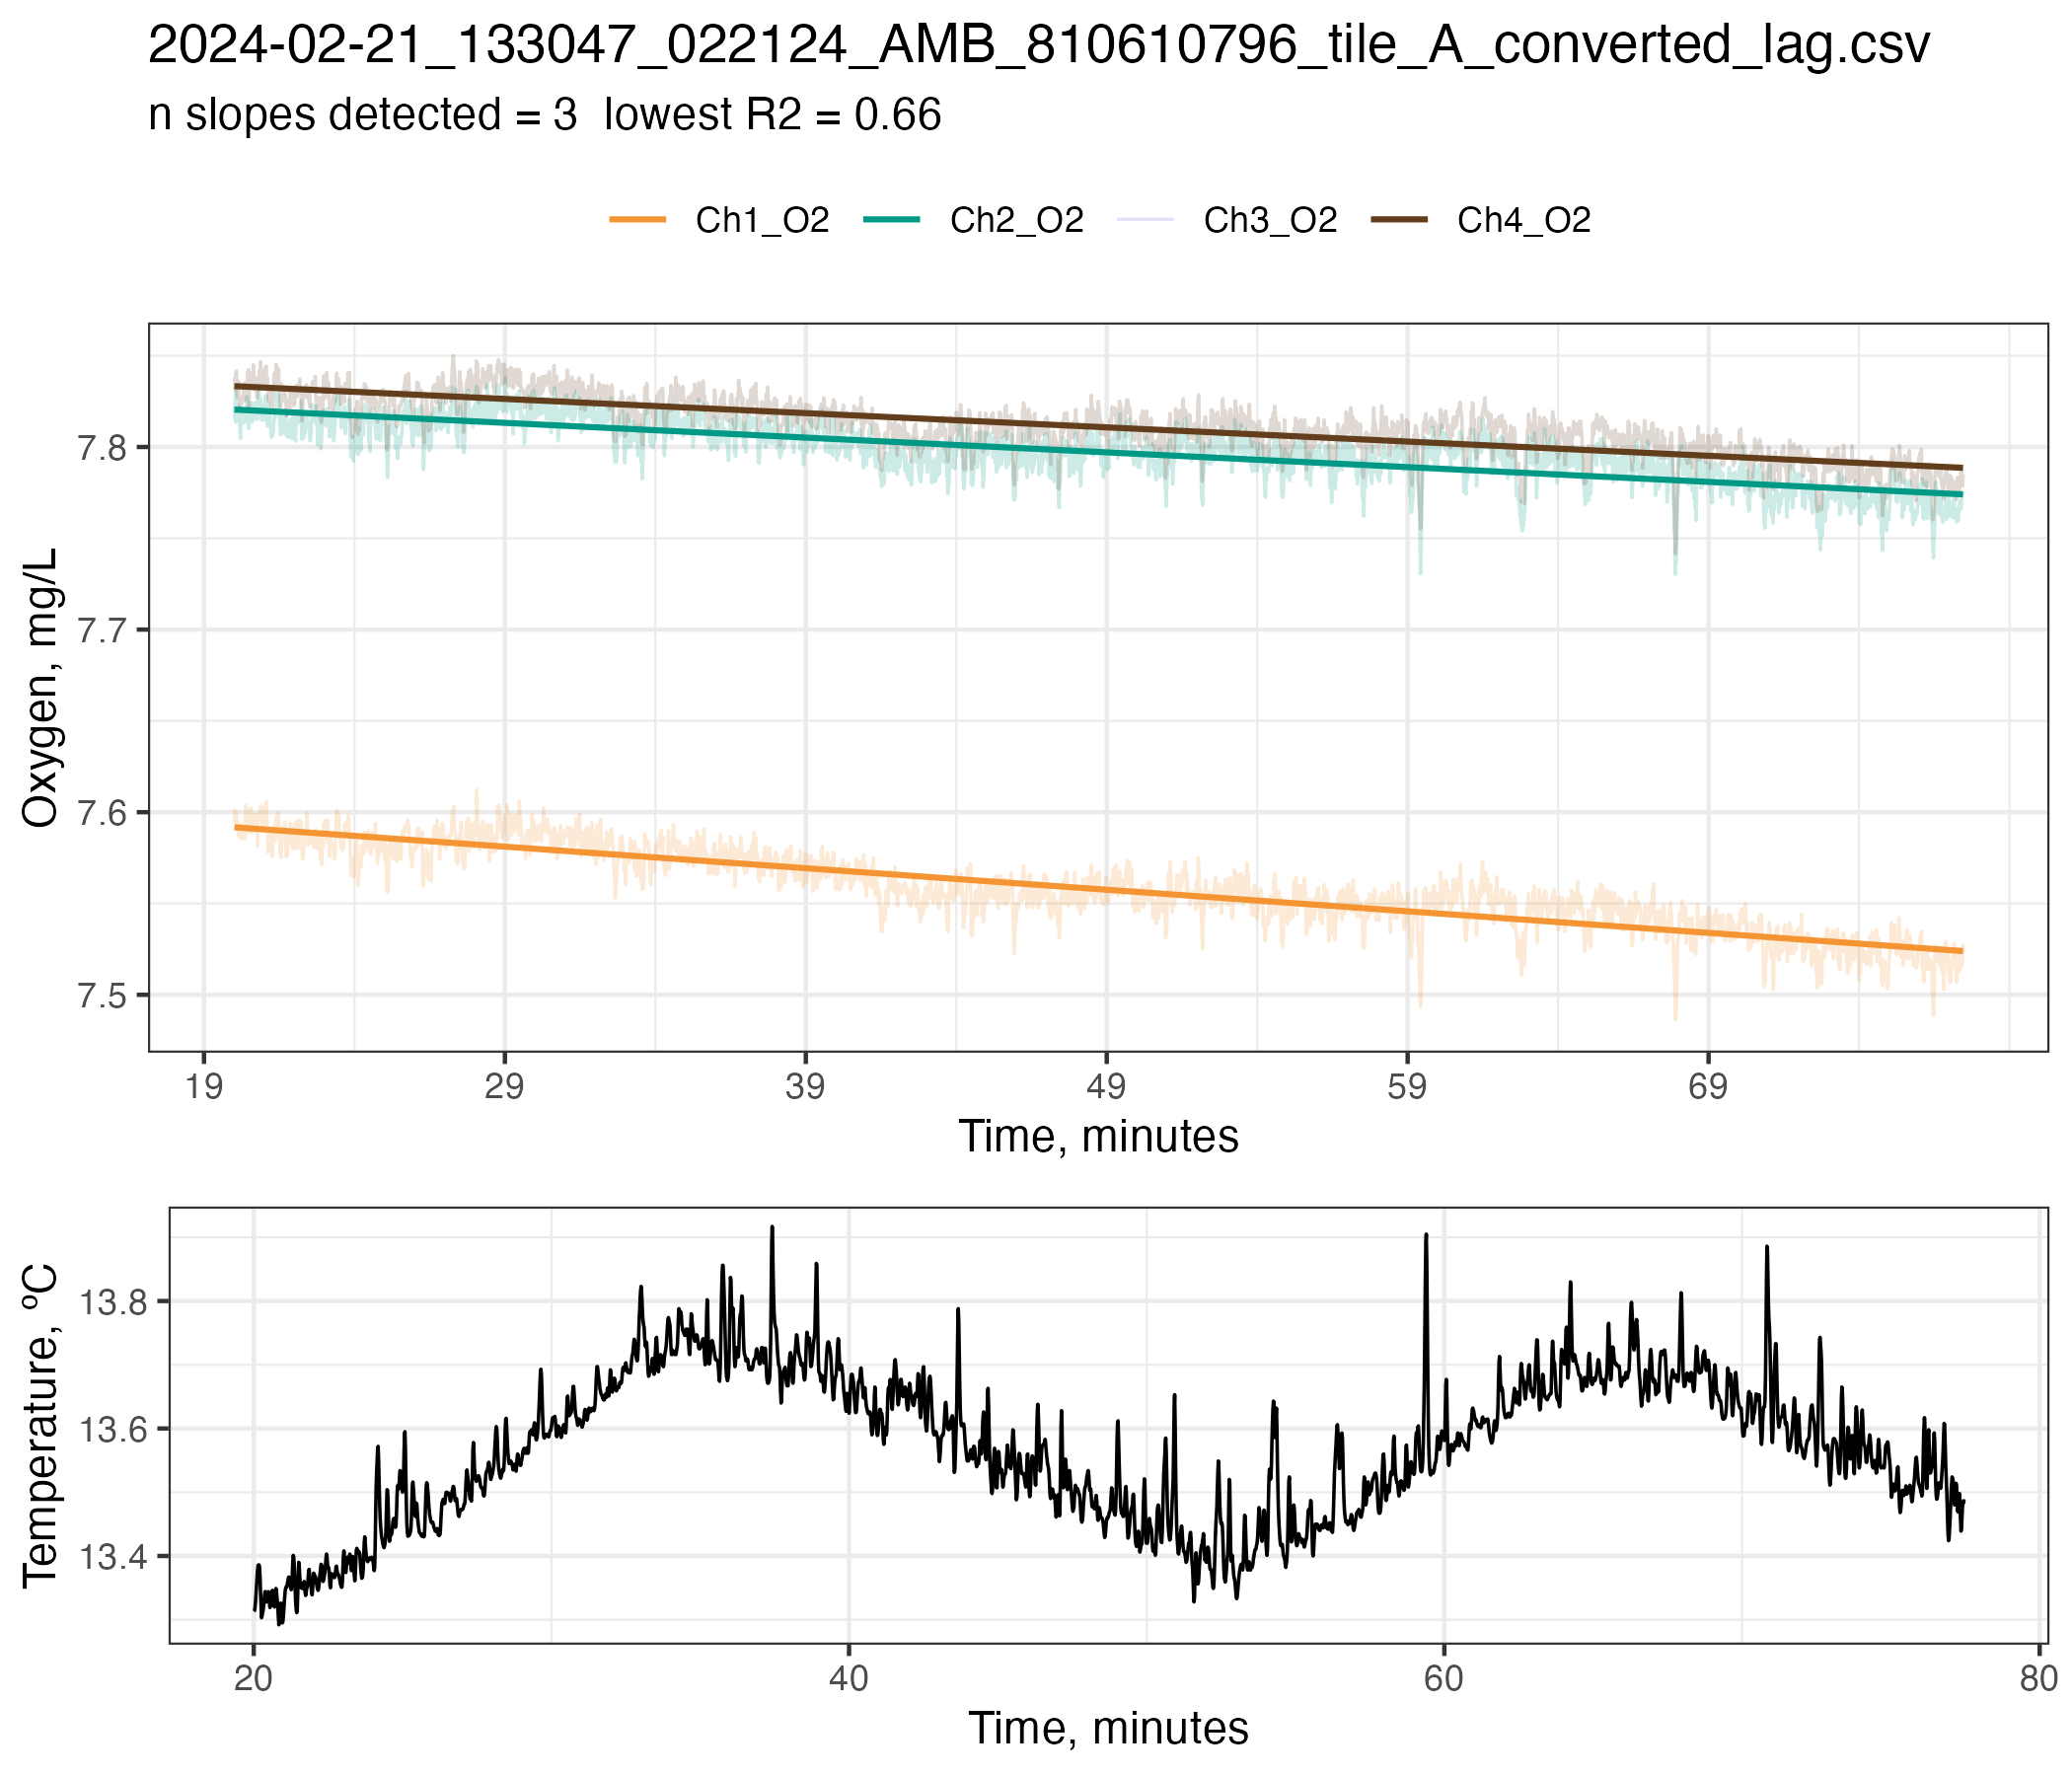 2024-02-21_133047_022124_AMB_810610796_tile_A_converted_lag.csv
n slopes detected = 3  lowest R2 = 0.66
Ch1_O2 Ch2_O2 Ch3_O2 Ch4_O2
Oxygen, mg/L
7.8
7.7
7.6
7.5
19 29 39 49 59 69
Time, minutes
Temperature, ºC
13.8
13.6
13.4
20 40 60 80
Time, minutes